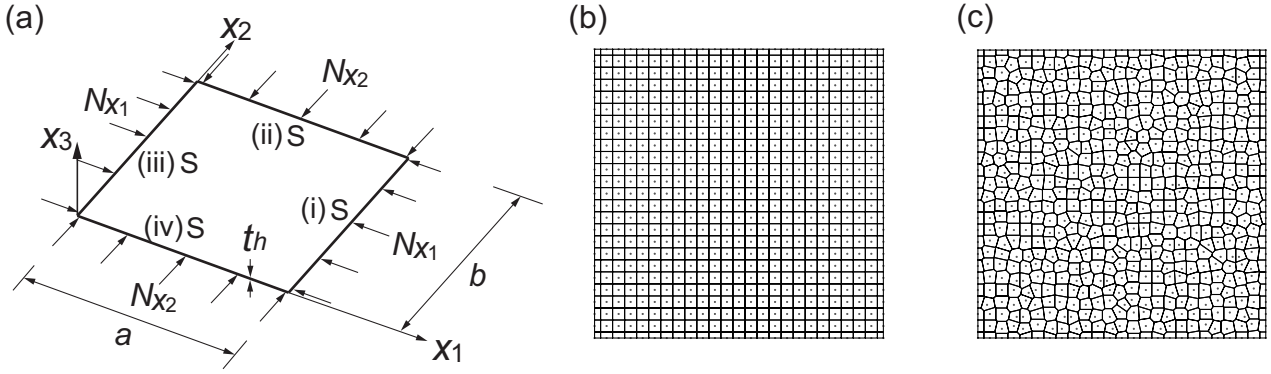 (a)
x2
Nx2
Nx1
(ii) S
x3
(iii) S
(i) S
(iv) S
th
Nx1
b
Nx2
a
x1
(b)
(c)